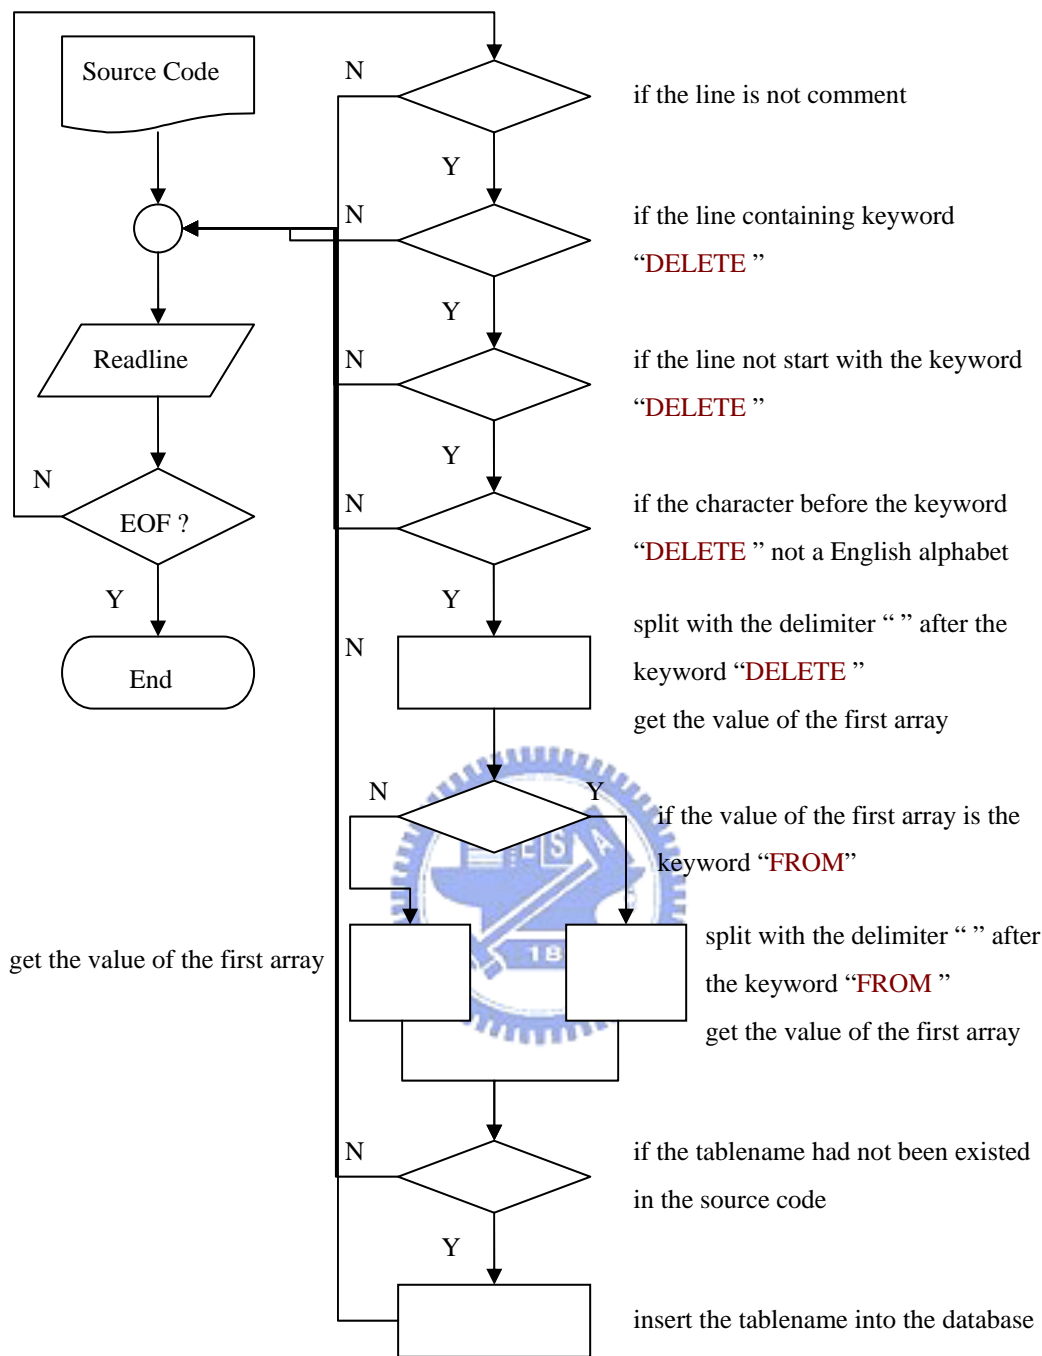 Source Code
N
if the line is not comment
Y
N
if the line containing keyword
“DELETE ”
Y
Readline
N
if the line not start with the keyword
“DELETE ”
Y
N
EOF ?
N
if the character before the keyword
“DELETE ” not a English alphabet
Y
Y
End
N
split with the delimiter “ ” after the
keyword “DELETE ”
get the value of the first array
N
Y
if the value of the first array is the
keyword “FROM”
get the value of the first array
split with the delimiter “ ” after
the keyword “FROM ”
get the value of the first array
E S A
18
N
if the tablename had not been existed
in the source code
Y
insert the tablename into the database